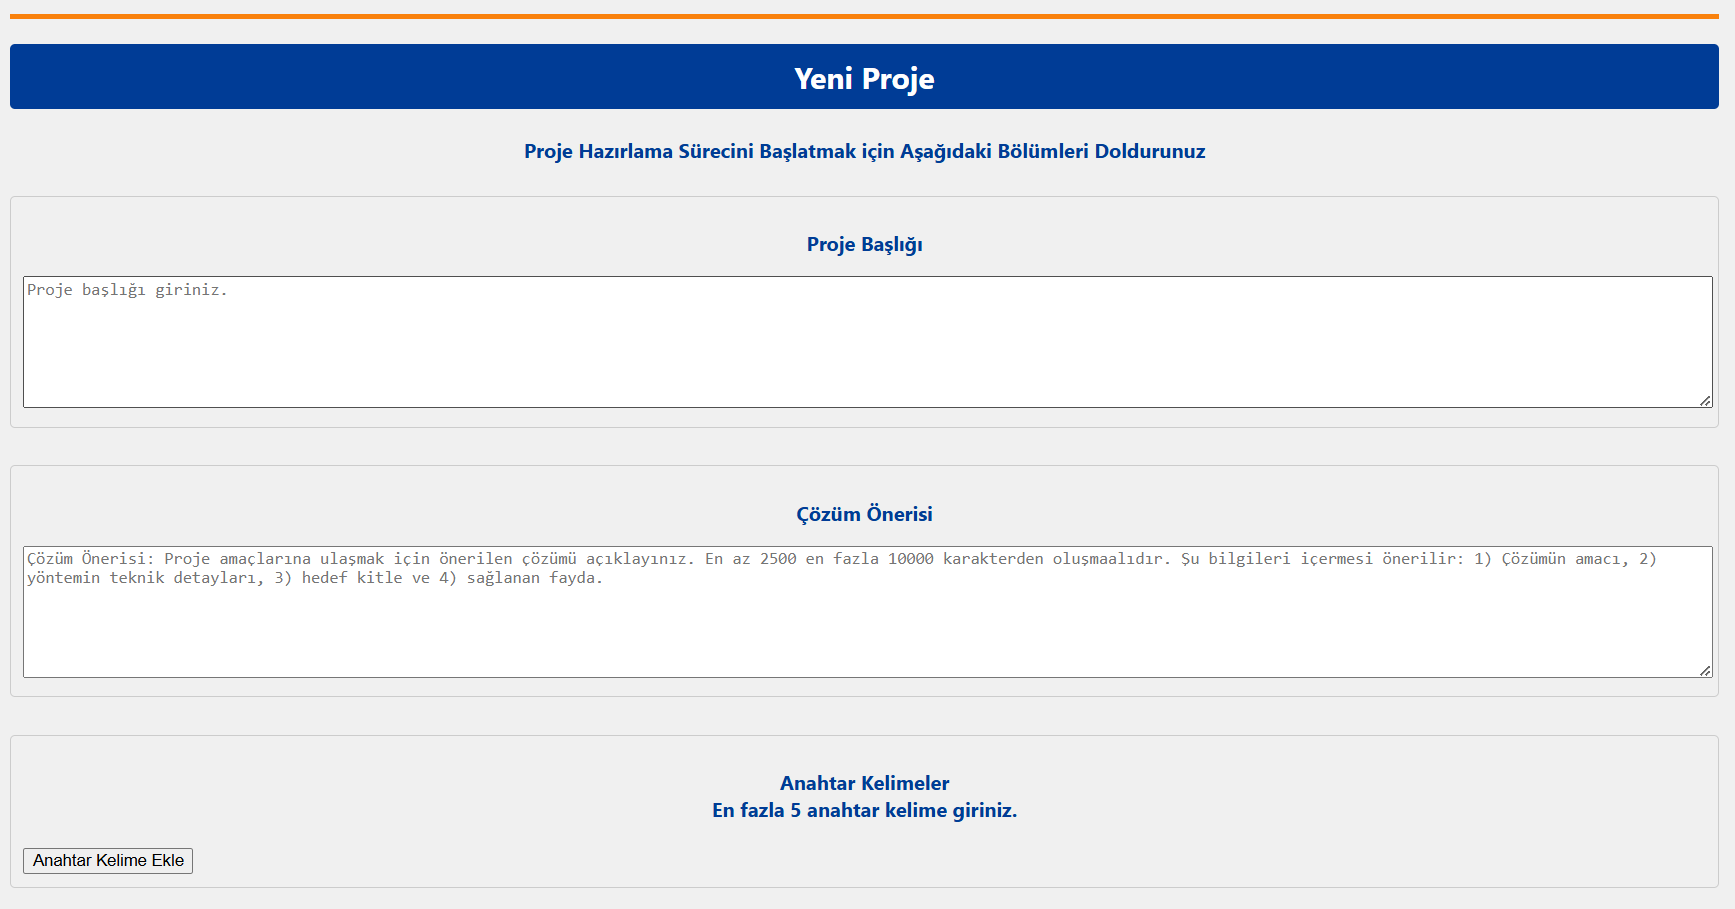 Yeni Proje
Proje Hazırlama Sürecini Başlatmak için Aşağıdaki Bölümleri Doldurunuz
Proje Başlığı
Proje başlığı giriniz.
Çözüm Önerisi
Çözüm Önerisi: Proje amaçlarına ulaşmak için önerilen çözümü açıklayınız. En az 2500 en fazla 10000 karakterden oluşmaalıdır. Şu bilgileri içermesi önerilir: 1) Çözümün amacı, 2)
yöntemin teknik detayları, 3) hedef kitle ve 4) sağlanan fayda.
Anahtar Kelimeler
En fazla 5 anahtar kelime giriniz.
Anahtar Kelime Ekle